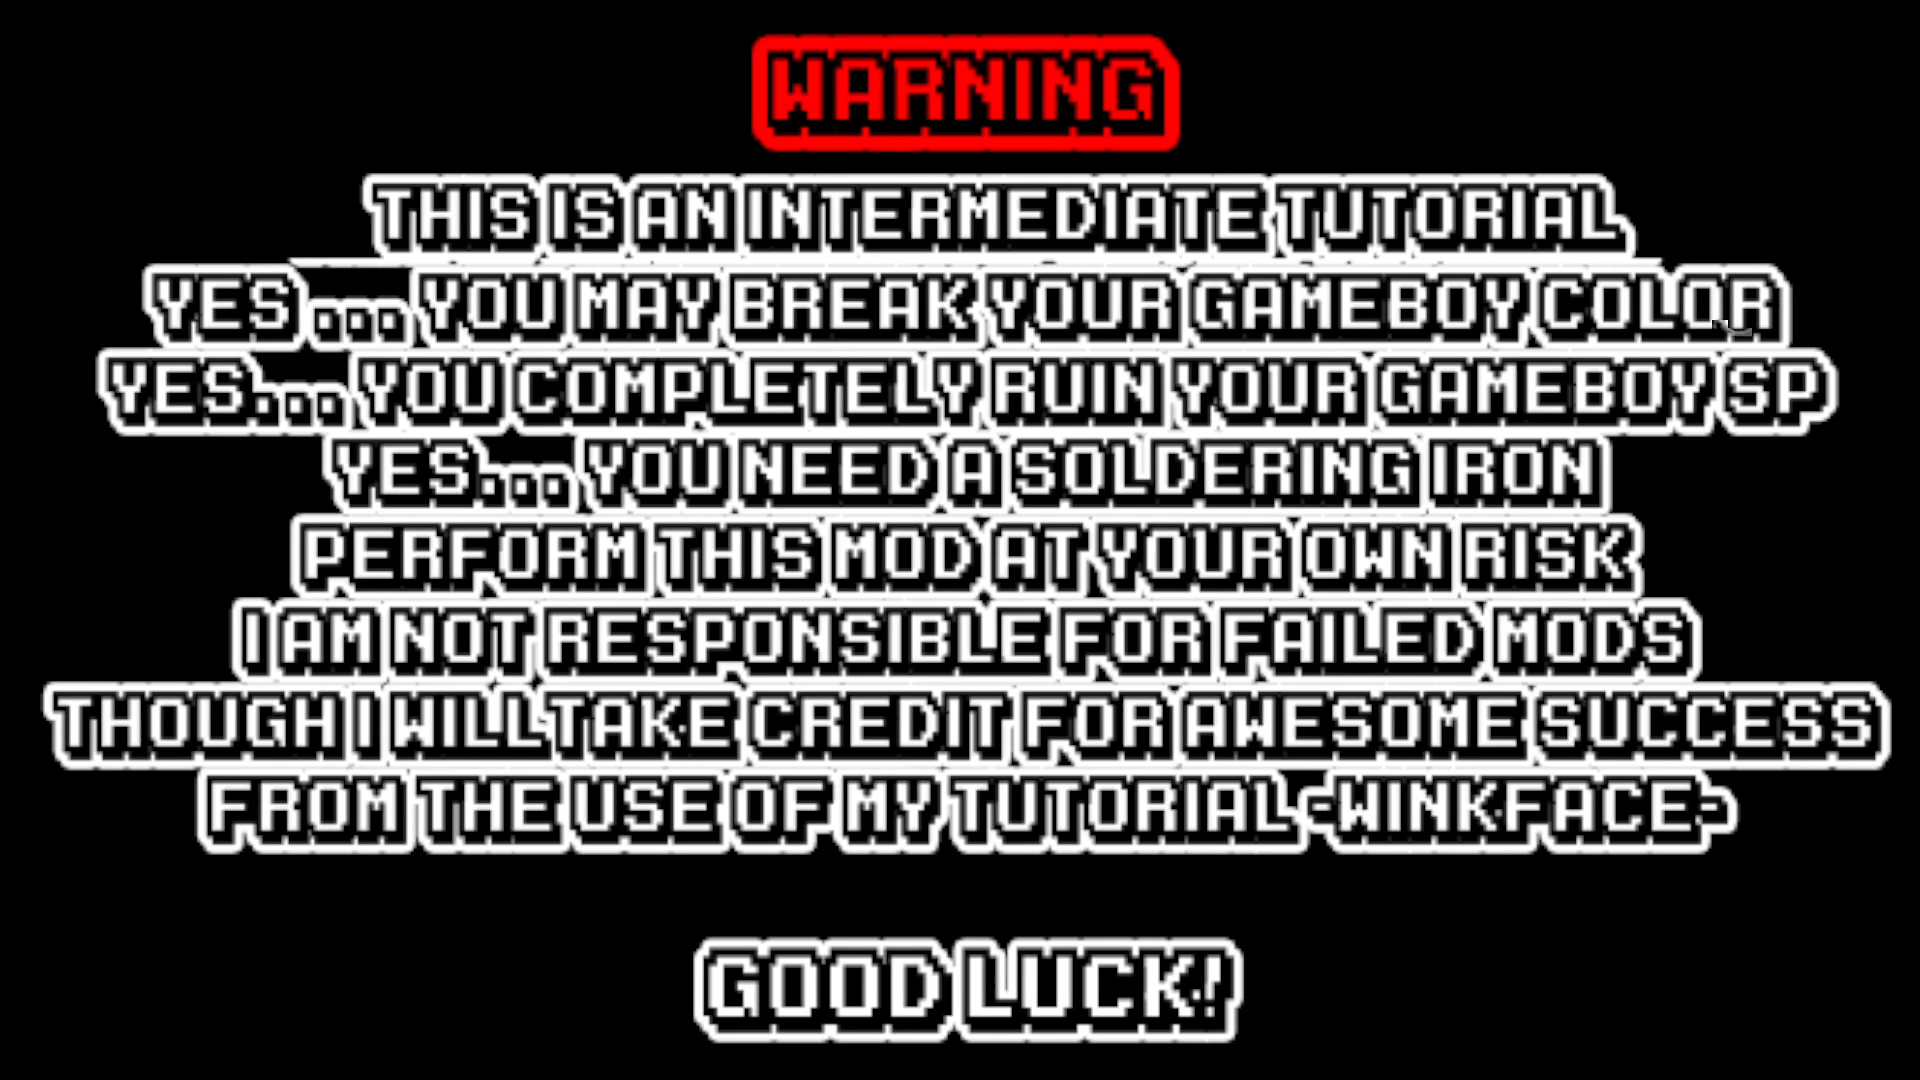 WARNING
THIS IS AN INTERMEDIATE TUTORIAL
YES... YOU MAY BREAK YOUR GAMEBOY COLOR
YES... YOU COMPLETELY RUIN YOUR GAMEBOY SP
YES... YOU NEED A SOLDERING IRON
PERFORM THIS MOD AT YOUR OWN RISK
I AM NOT RESPONSIBLE FOR FAILED MODS
THOUGH I WILL TAKE CREDIT FOR AWESOME SUCCESS
FROM THE USE OF MY TUTORIAL <WINKFACE>
GOOD LUCK!